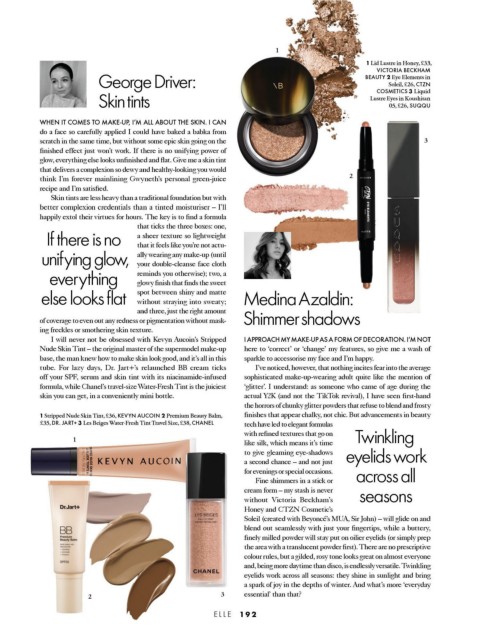 George Driver:
Skin tints
WHEN IT COMES TO MAKE-UP, I'M ALL ABOUT THE SKIN. I CAN
do a face so carefully applied I could have baked a babka from
scratch in the same time, but without some epic skin going on the
finished effect just won't work. If there is no unifying power of
glow, everything else looks unfinished and flat. Give me a skin tint
that delivers a complexion so dewy and healthy-looking you would
think I'm forever mainlining Gwyneth's personal green-juice
recipe and I'm satisfied.
Skin tints are less heavy than a traditional foundation but with
better complexion credentials than a tinted moisturiser – I'll
happily extol their virtues for hours. The key is to find a formula
that ticks the three boxes: one,
a sheer texture so lightweight
that it feels like you're not actu-
ally wearing any make-up (until
your double-cleanse face cloth
reminds you otherwise); two, a
glowy finish that finds the sweet
spot between shiny and matte
without straying into sweaty;
and three, just the right amount
of coverage to even out any redness or pigmentation without mask-
ing freckles or smothering skin texture.
I will never not be obsessed with Kevyn Aucoin's Stripped
Nude Skin Tint – the original master of the supermodel make-up
base, the man knew how to make skin look good, and it's all in this
tube. For lazy days, Dr. Jart+'s relaunched BB cream ticks
off your SPF, serum and skin tint with its niacinamide-infused
formula, while Chanel's travel-size Water-Fresh Tint is the juiciest
skin you can get, in a conveniently mini bottle.
If there is no
unifying glow,
everything
else looks flat
1 Stripped Nude Skin Tint, £36, KEVYN AUCOIN 2 Premium Beauty Balm,
£35, DR. JART+ 3 Les Beiges Water-Fresh Tint Travel Size, £38, CHANEL
1
KEVYN AUCOIN
Dr.Jart+
BB
2
CHANEL
3
1
VB
1 Lid Lustre in Honey, £33,
VICTORIA BECKHAM
BEAUTY 2 Eye Elements in
Soleil, £26, CTZN
COSMETICS 3 Liquid
Lustre Eyes in Koushisun
05, £26, SUQQU
2
3
Medina Azaldin:
Shimmer shadows
I APPROACH MY MAKE-UP AS A FORM OF DECORATION. I'M NOT
here to 'correct' or 'change' my features, so give me a wash of
sparkle to accessorise my face and I'm happy.
I've noticed, however, that nothing incites fear into the average
sophisticated make-up-wearing adult quite like the mention of
'glitter'. I understand: as someone who came of age during the
actual Y2K (and not the TikTok revival), I have seen first-hand
the horrors of chunky glitter powders that refuse to blend and frosty
finishes that appear chalky, not chic. But advancements in beauty
tech have led to elegant formulas
with refined textures that go on
like silk, which means it's time
to give gleaming eye-shadows
a second chance – and not just
for evenings or special occasions.
Fine shimmers in a stick or
cream form – my stash is never
without Victoria Beckham's
Honey and CTZN Cosmetic's
Soleil (created with Beyoncé's MUA, Sir John) – will glide on and
blend out seamlessly with just your fingertips, while a buttery,
finely milled powder will stay put on oilier eyelids (or simply prep
the area with a translucent powder first). There are no prescriptive
colour rules, but a gilded, rosy tone looks great on almost everyone
and, being more daytime than disco, is endlessly versatile. Twinkling
eyelids work across all seasons: they shine in sunlight and bring
a spark of joy in the depths of winter. And what's more 'everyday
essential' than that?
Twinkling
eyelids work
across all
seasons
ELLE 192